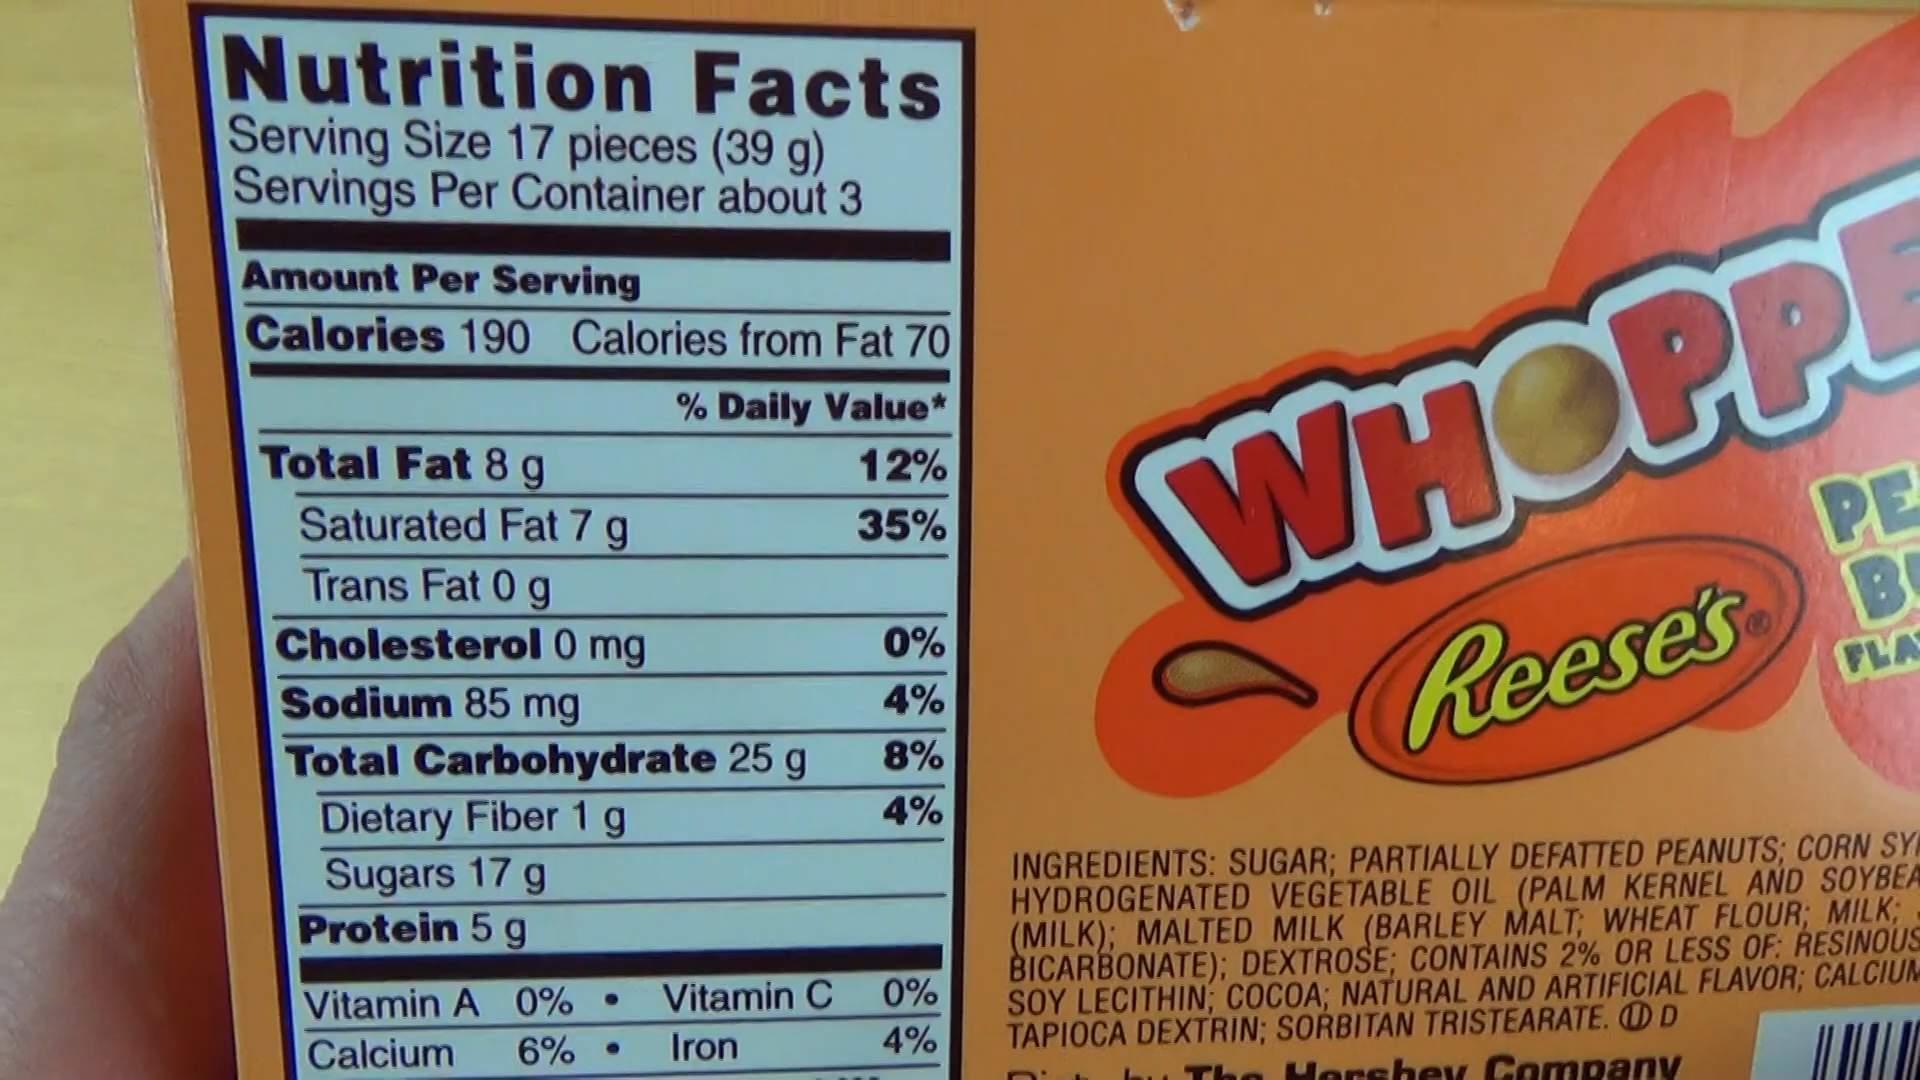 Nutrition Facts
Serving Size 17 pieces (39 g)
Servings Per Container about 3
Amount Per Serving
Calories 190 Calories from Fat 70
% Daily Value*
Total Fat 8 g 12%
Saturated Fat 7 g 35%
Trans Fat 0 g
Cholesterol 0 mg 0%
Sodium 85 mg 4%
Total Carbohydrate 25 g 8%
Dietary Fiber 1 g 4%
Sugars 17 g
Protein 5 g
Vitamin A 0% • Vitamin C 0%
Calcium 6% • Iron 4%
WHOPPE
Reese's®
PE
BU
FLA
INGREDIENTS: SUGAR; PARTIALLY DEFATTED PEANUTS; CORN SY
HYDROGENATED VEGETABLE OIL (PALM KERNEL AND SOYBEA
(MILK); MALTED MILK (BARLEY MALT; WHEAT FLOUR; MILK;
BICARBONATE); DEXTROSE; CONTAINS 2% OR LESS OF: RESINOUS
SOY LECITHIN; COCOA; NATURAL AND ARTIFICIAL FLAVOR; CALCIUM
TAPIOCA DEXTRIN; SORBITAN TRISTEARATE. Ⓤ D
Dist. by The Hershey Company